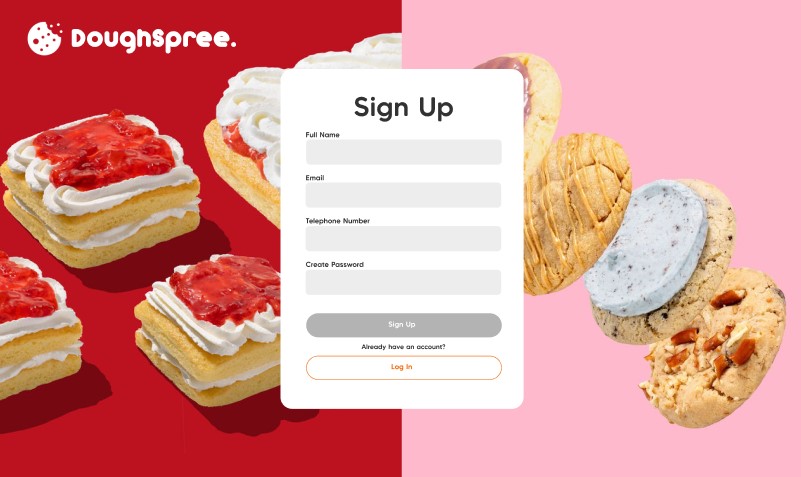 Doughspree.
Sign Up
Full Name
Email
Telephone Number
Create Password
Sign Up
Already have an account?
Log In